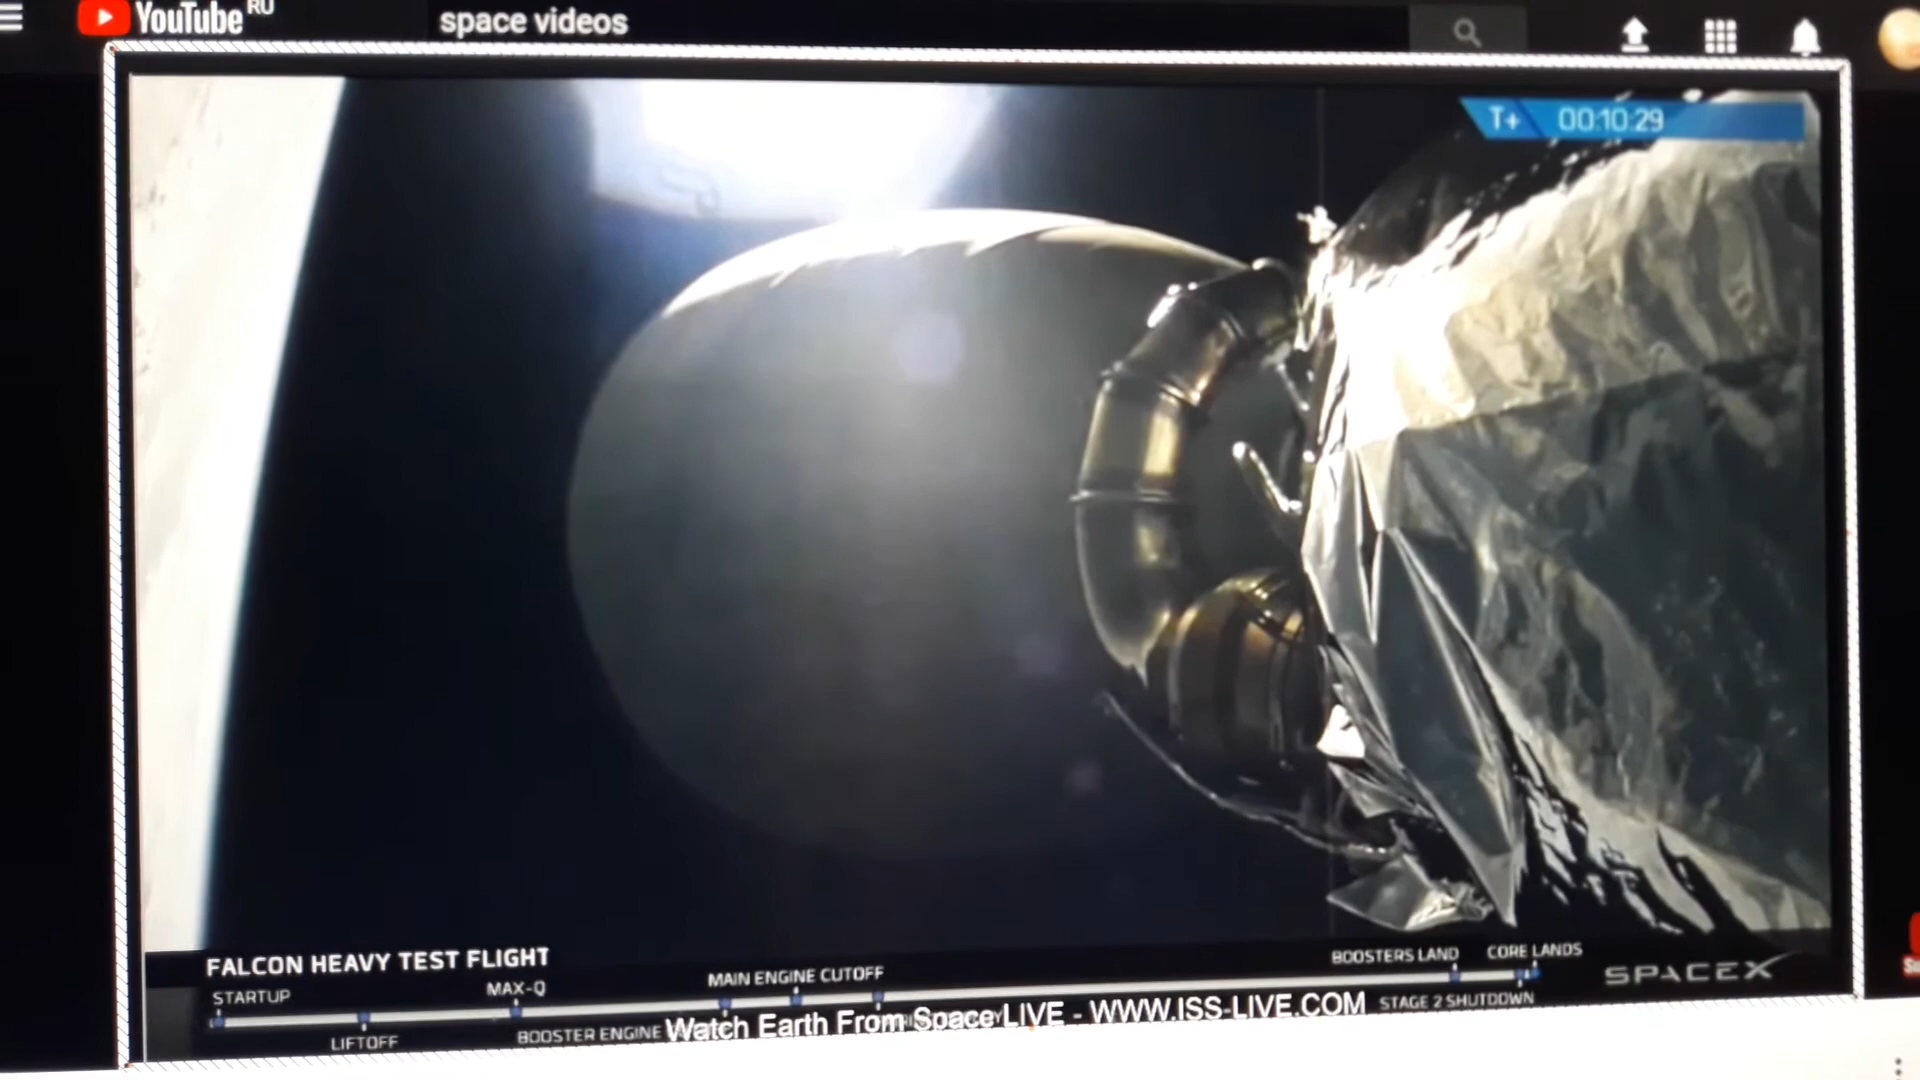 YouTube RU
space videos
T+ 00:10:29
FALCON HEAVY TEST FLIGHT
STARTUP
LIFTOFF
MAX-Q
BOOSTER ENGINE
MAIN ENGINE CUTOFF
BOOSTERS LAND
CORE LANDS
STAGE 2 SHUTDOWN
SPACEX
Watch Earth From Space LIVE - WWW.ISS-LIVE.COM